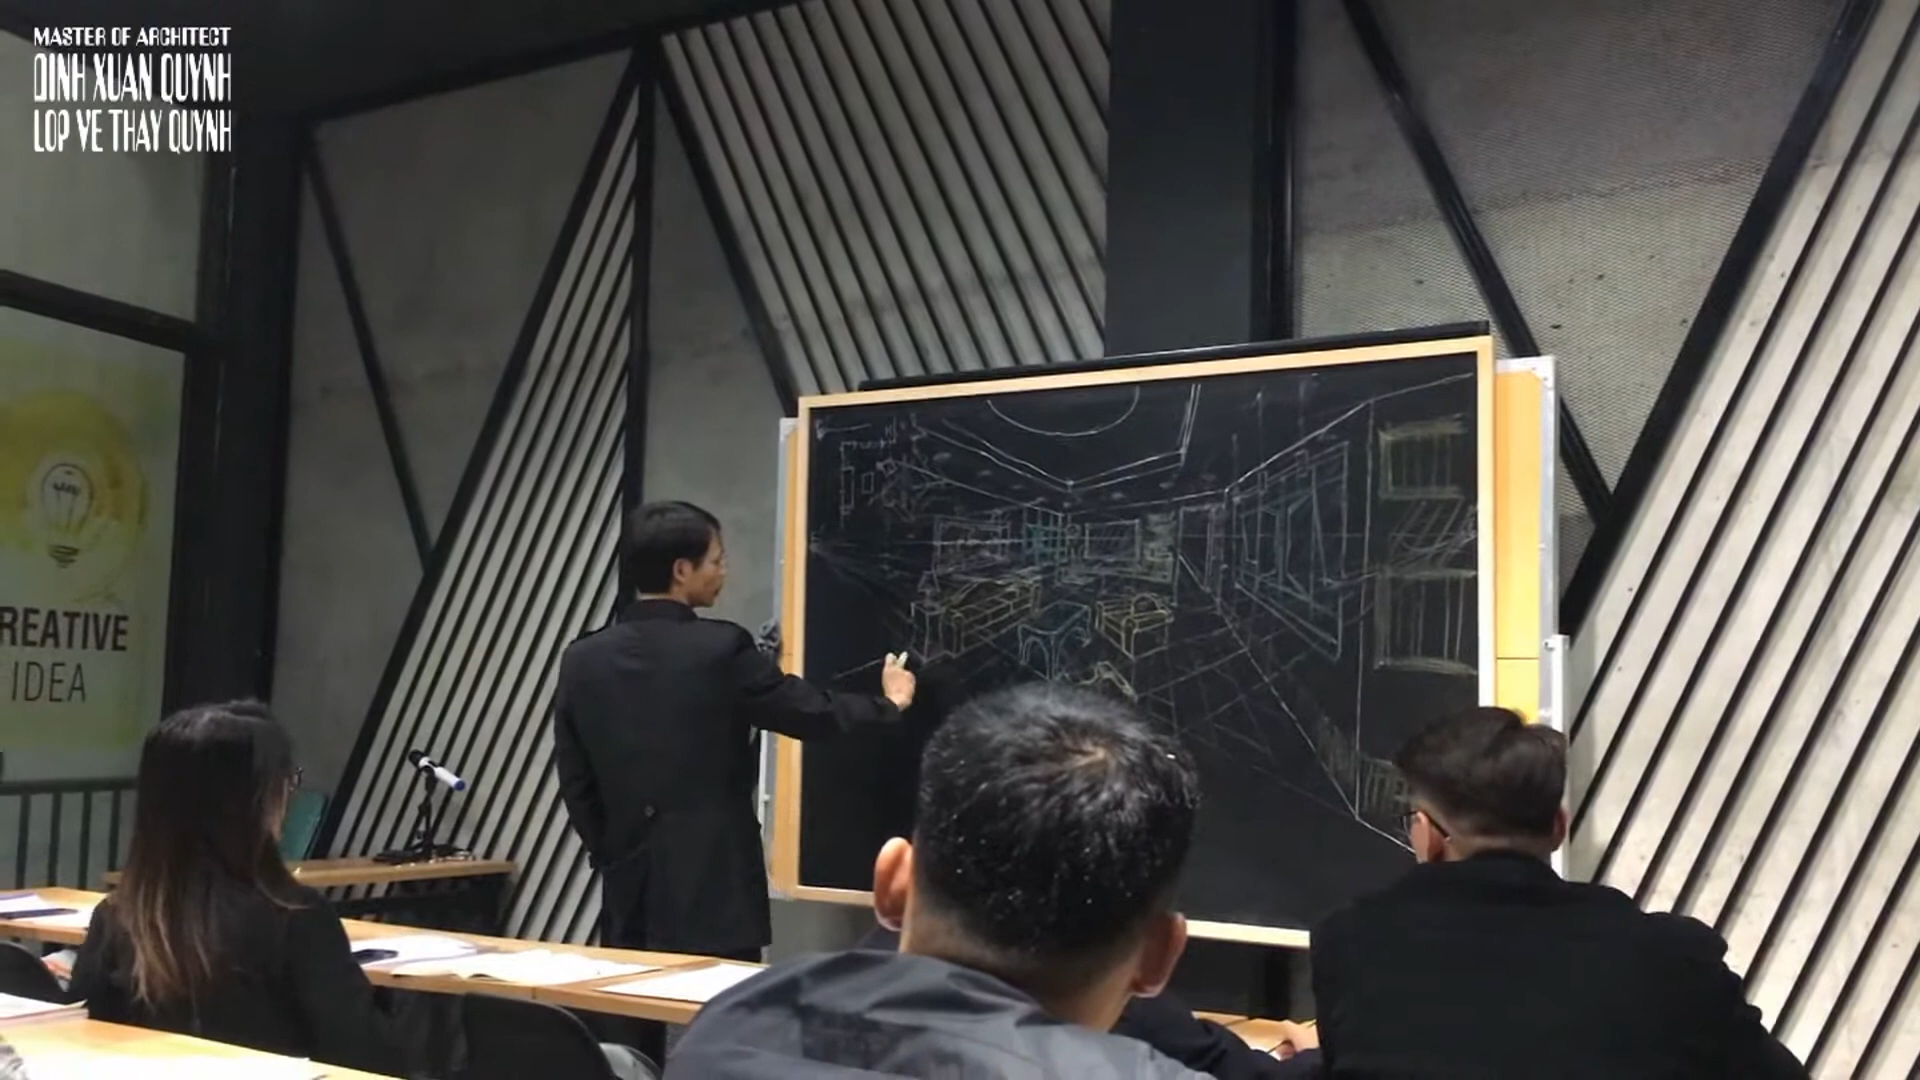 MASTER OF ARCHITECT
DINH XUAN QUYNH
LOP VE THAY QUYNH
REATIVE
IDEA